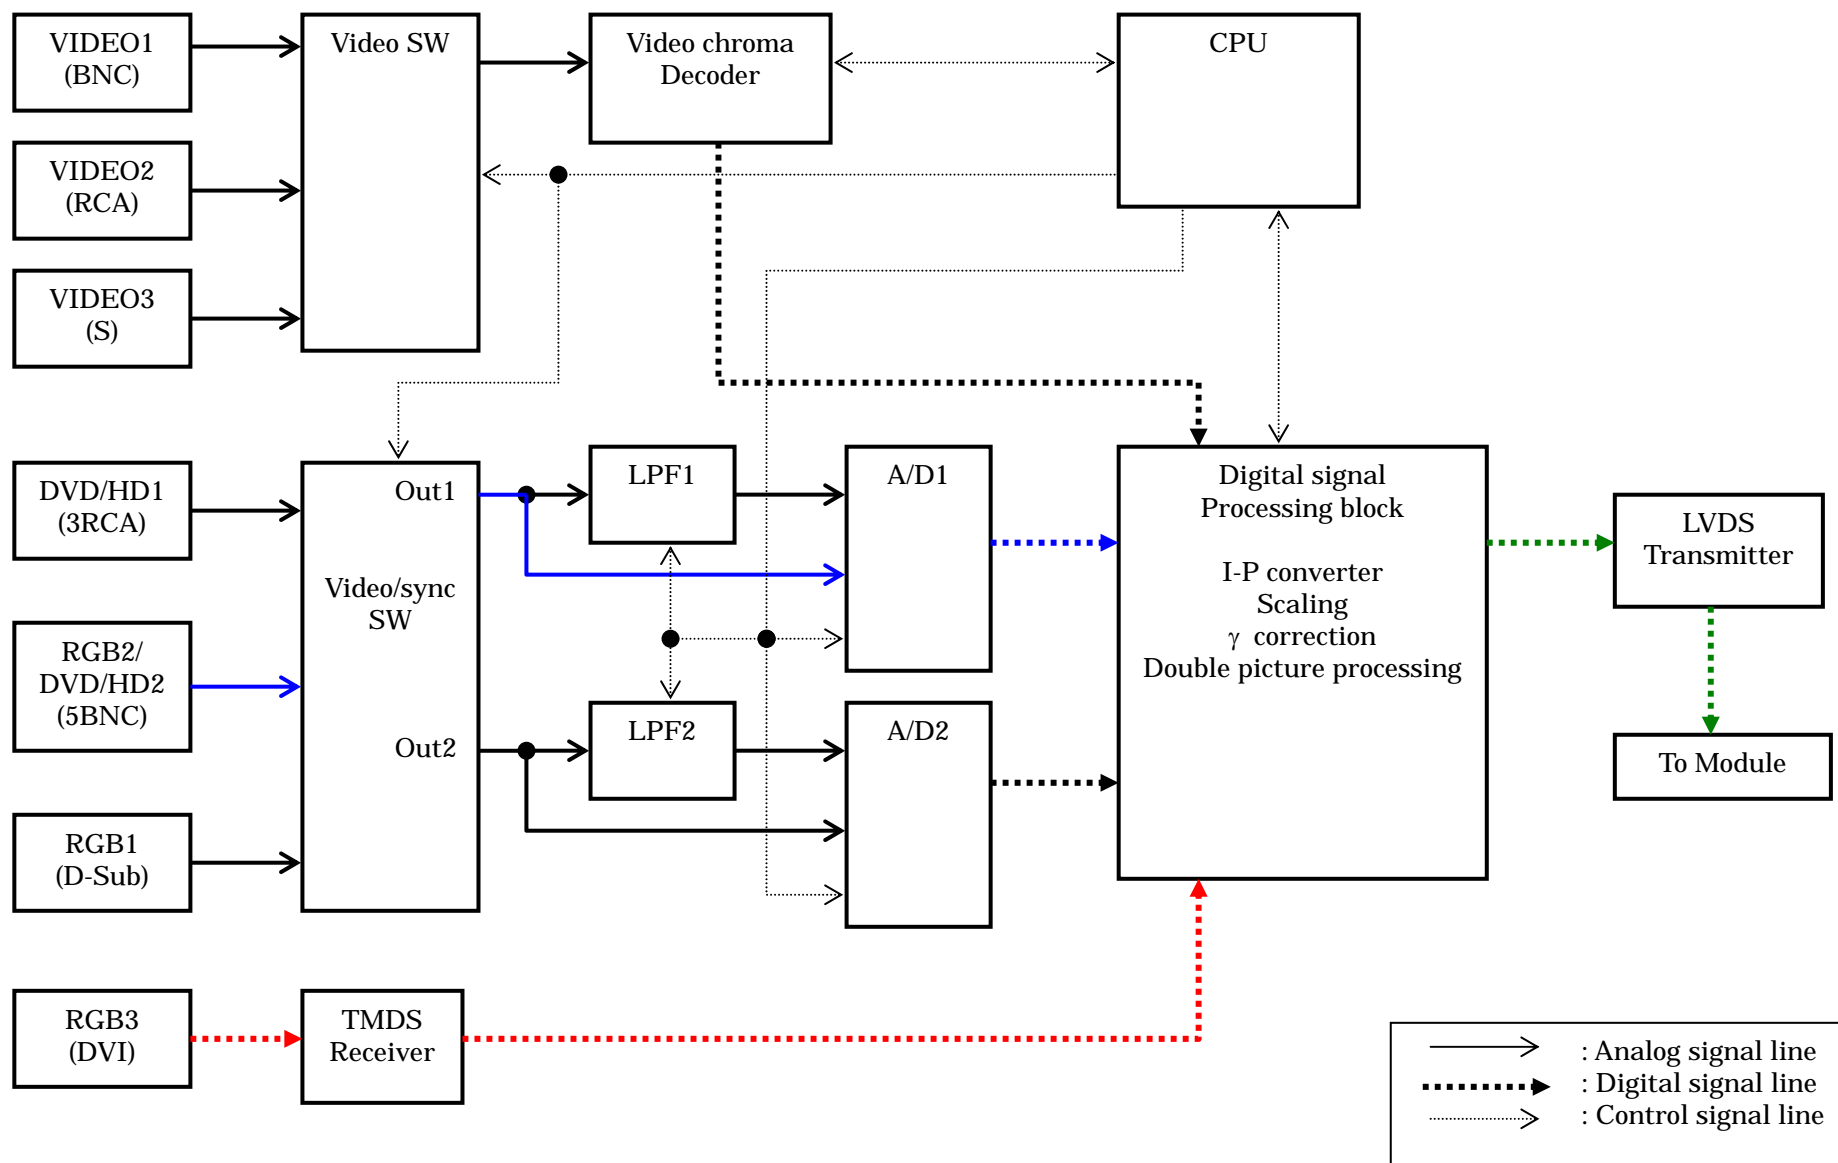 VIDEO1
(BNC)
Video SW
Video chroma
Decoder
CPU
VIDEO2
(RCA)
VIDEO3
(S)
DVD/HD1
(3RCA)
Out1
LPF1
A/D1
Digital signal
Processing block
I-P converter
Scaling
γ correction
Double picture processing
LVDS
Transmitter
Video/sync
SW
RGB2/
DVD/HD2
(5BNC)
Out2
LPF2
A/D2
To Module
RGB1
(D-Sub)
RGB3
(DVI)
TMDS
Receiver
: Analog signal line
: Digital signal line
: Control signal line